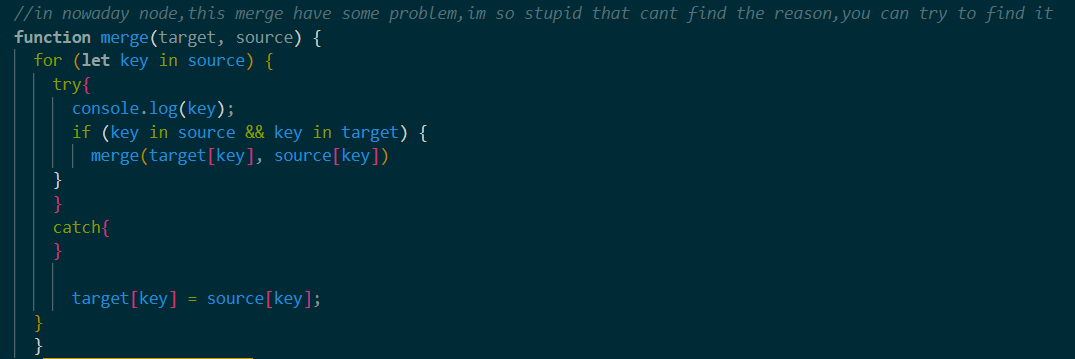 //in nowaday node,this merge have some problem,im so stupid that cant find the reason,you can try to find it
function merge(target, source) {
for (let key in source) {
try{
console.log(key);
if (key in source && key in target) {
merge(target[key], source[key])
}
}
catch{
}
target[key] = source[key];
}
}